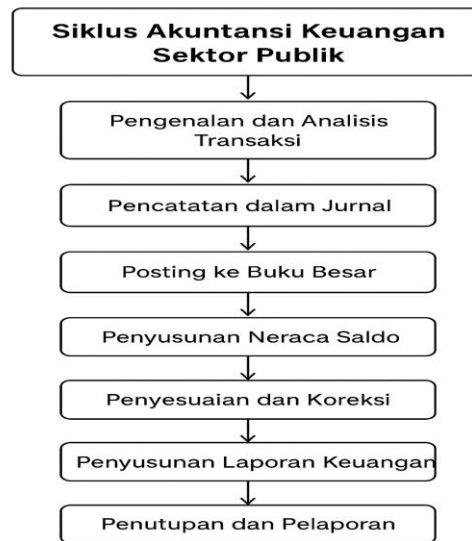 Siklus Akuntansi Keuangan
Sektor Publik
Pengenalan dan Analisis
Transaksi
Pencatatan dalam Jurnal
Posting ke Buku Besar
Penyusunan Neraca Saldo
Penyesuaian dan Koreksi
Penyusunan Laporan Keuangan
Penutupan dan Pelaporan